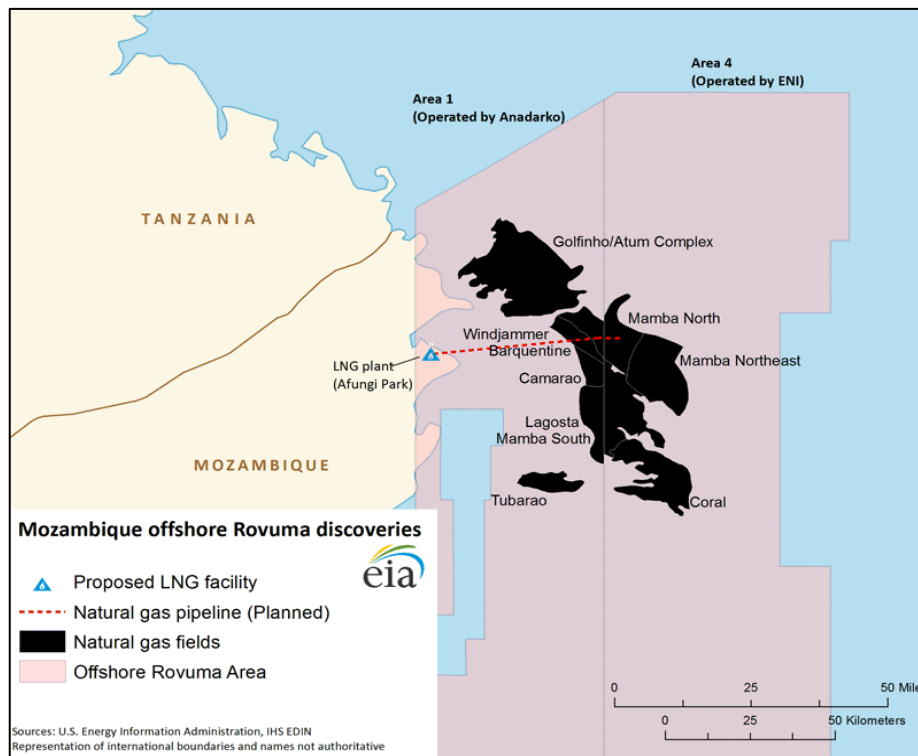 Area 4
(Operated by ENI)
Area 1
(Operated by Anadarko)
TANZANIA
Golfinho/Atum Complex
Mamba North
Windjammer
Barquentine
Mamba Northeast
LNG plant
(Afungi Park)
Camarao
Lagosta
Mamba South
MOZAMBIQUE
Tubarao
Coral
Mozambique offshore Rovuma discoveries
eia
Proposed LNG facility
Natural gas pipeline (Planned)
Natural gas fields
Offshore Rovuma Area
0 25 50 Mile
0 25 50 Kilometers
Sources: U.S. Energy Information Administration, IHS EDIN
Representation of international boundaries and names not authoritative